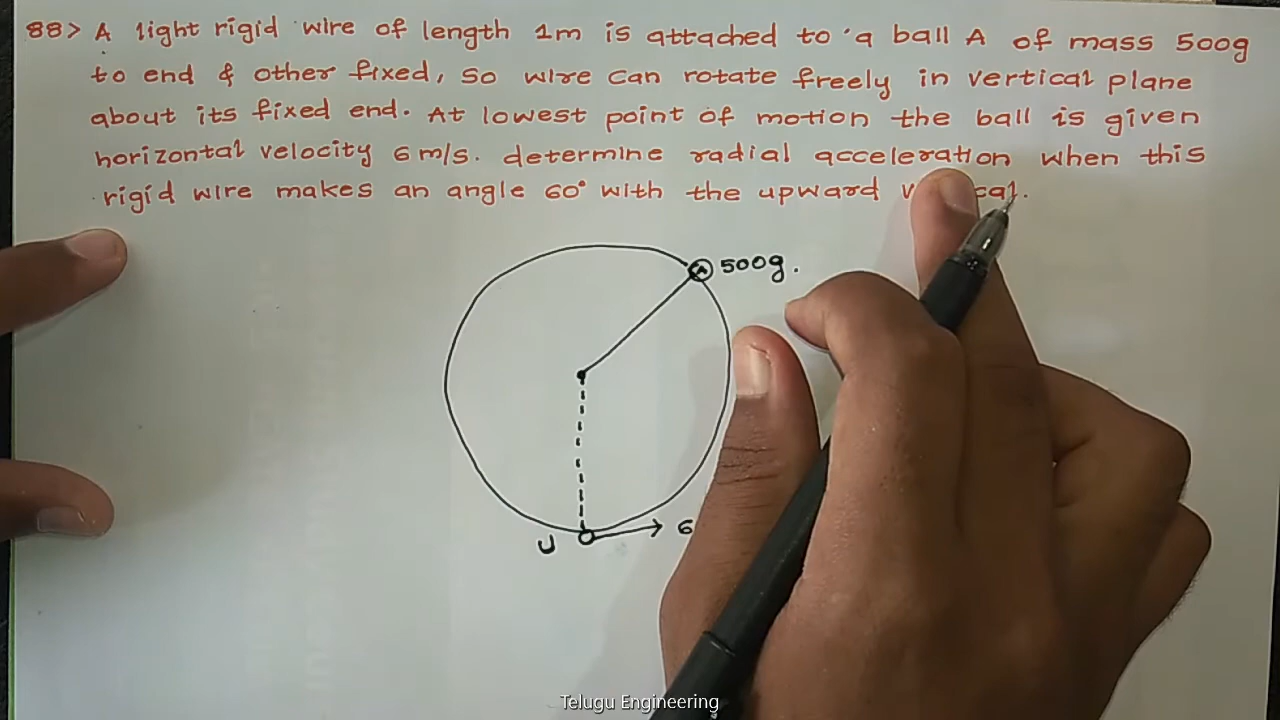 88> A light rigid wire of length 1m is attached to a ball A of mass 500g
to end & other fixed, so wire can rotate freely in vertical plane
about its fixed end. At lowest point of motion the ball is given
horizontal velocity 6 m/s. determine radial acceleration when this
rigid wire makes an angle 60° with the upward
A 500g.
U 6
Telugu Engineering